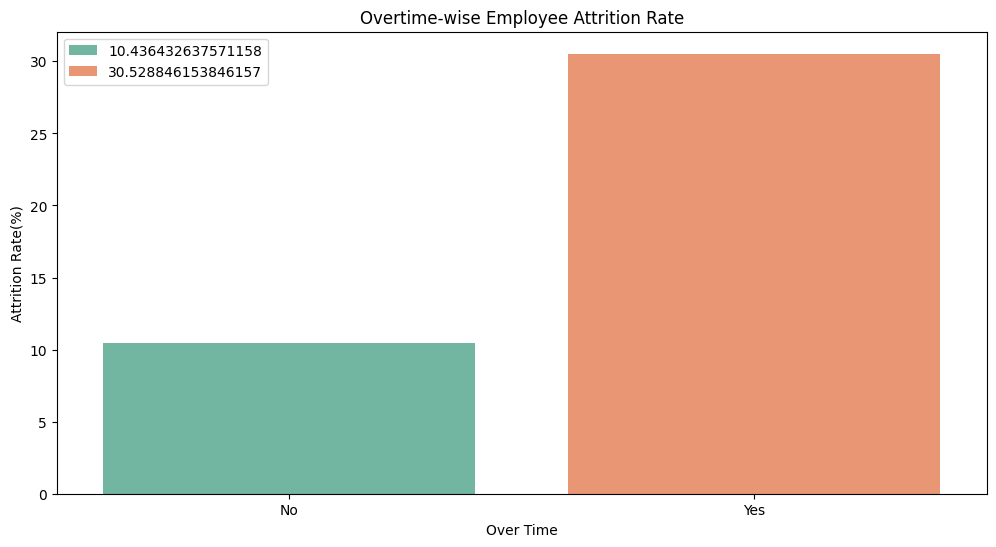 Overtime-wise Employee Attrition Rate
10.436432637571158
30.528846153846157
30
25
20
15
10
5
0
Attrition Rate(%)
No
Yes
Over Time